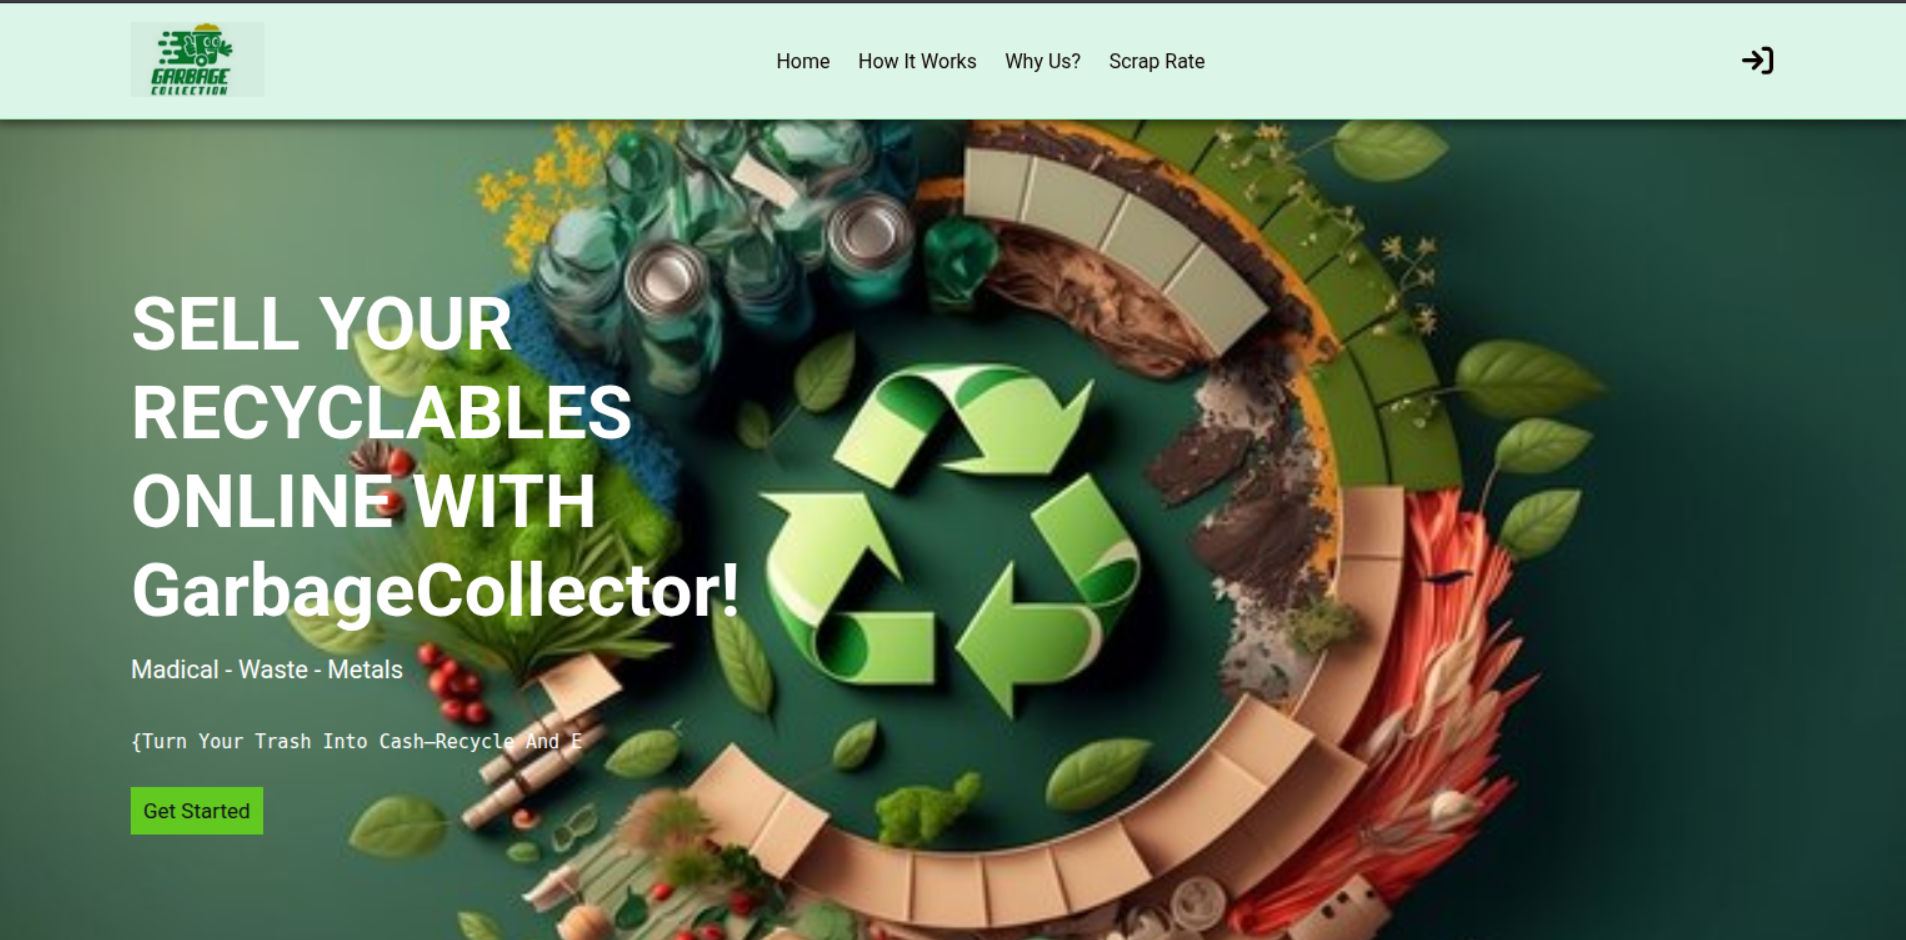 GARBAGE
COLLECTION
Home How It Works Why Us? Scrap Rate
SELL YOUR
RECYCLABLES
ONLINE WITH
GarbageCollector!
Madical - Waste - Metals
{Turn Your Trash Into Cash—Recycle And E
Get Started